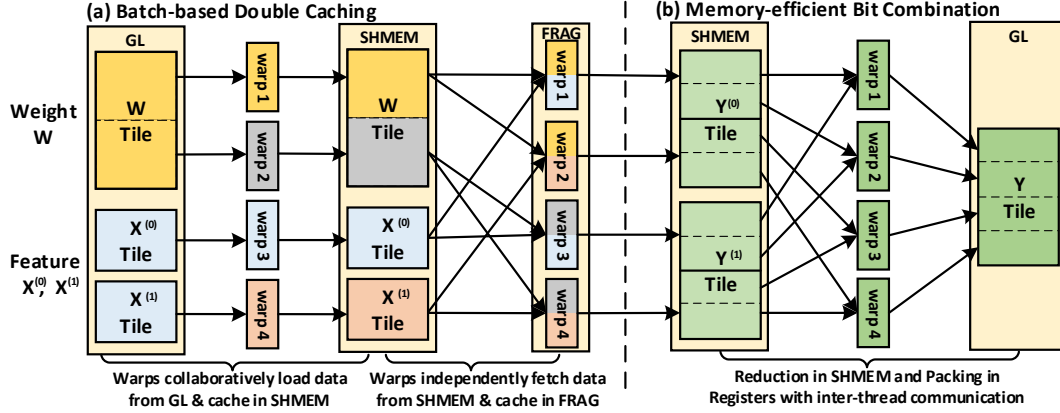 (a) Batch-based Double Caching
(b) Memory-efficient Bit Combination
GL
SHMEM
FRAG
SHMEM
GL
Weight
W
Feature
X(0), X(1)
W
Tile
X (0)
Tile
X (1)
Tile
warp 1
warp 2
warp 3
warp 4
W
Tile
X (0)
Tile
X (1)
Tile
warp 1
warp 2
warp 3
warp 4
Y(0)
Tile
Y(1)
Tile
warp 1
warp 2
warp 3
warp 4
Y
Tile
Warps collaboratively load data
from GL & cache in SHMEM
Warps independently fetch data
from SHMEM & cache in FRAG
Reduction in SHMEM and Packing in
Registers with inter-thread communication